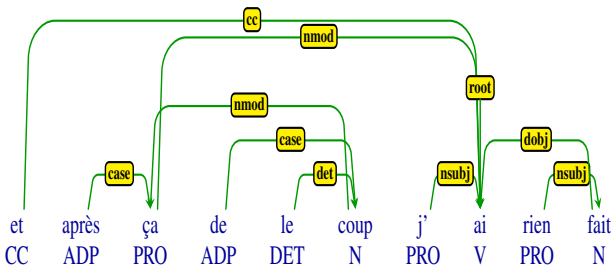 cc
nmod
root
nmod
case
dobj
case
det
nsubj
nsubj
et après ça de le coup j' ai rien fait
CC ADP PRO ADP DET N PRO V PRO N